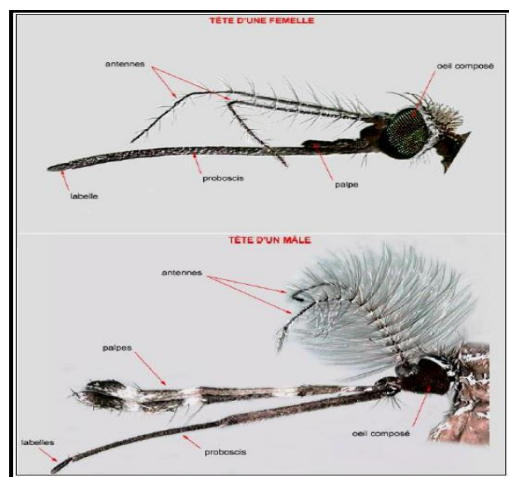 TÊTE D'UNE FEMELLE
antennes
oeil composé
proboscis
palpe
labelle
TÊTE D'UN MÂLE
antennes
palpes
oeil composé
proboscis
labelles